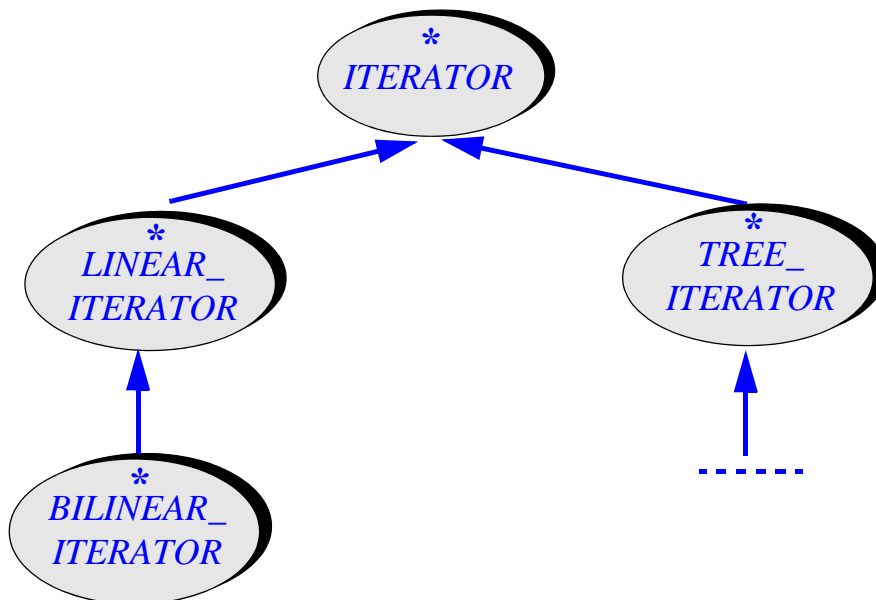 *
ITERATOR
*
LINEAR_
ITERATOR
*
TREE_
ITERATOR
*
BILINEAR_
ITERATOR